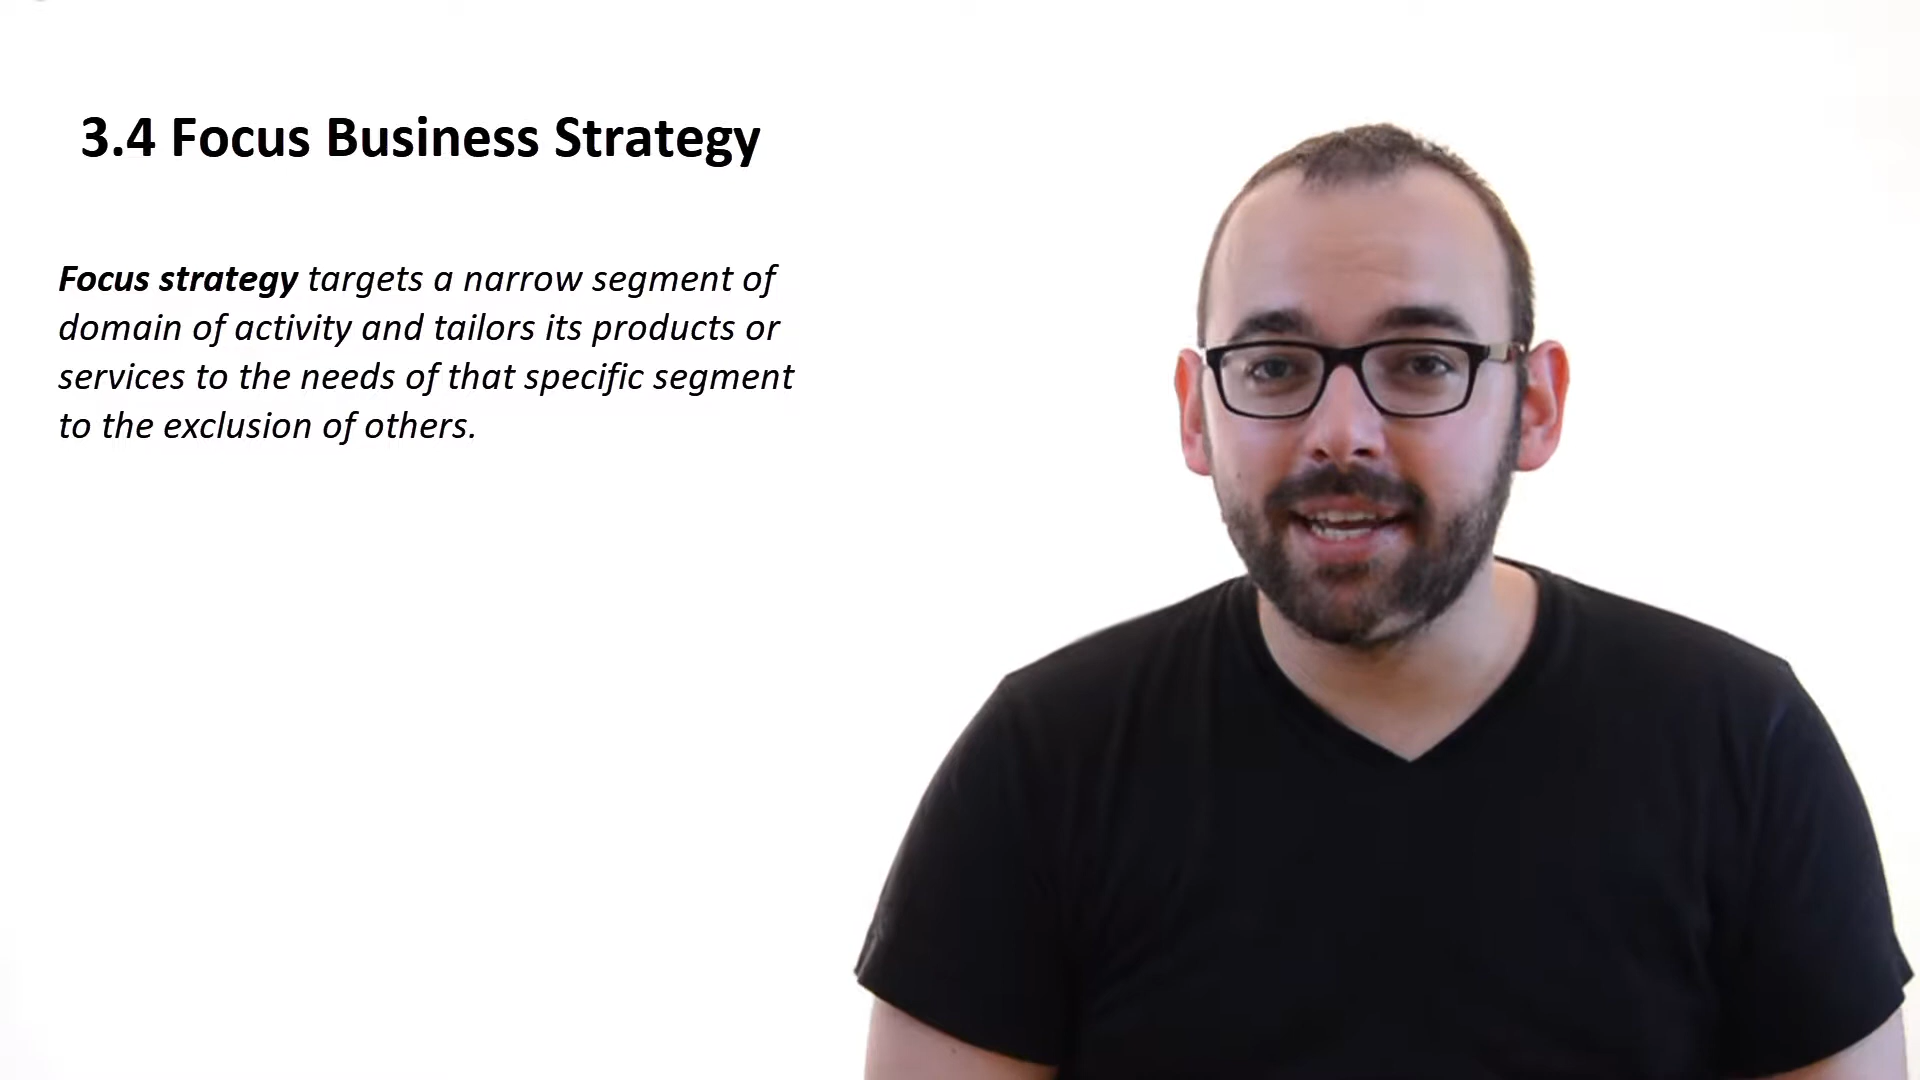 3.4 Focus Business Strategy
Focus strategy targets a narrow segment of
domain of activity and tailors its products or
services to the needs of that specific segment
to the exclusion of others.